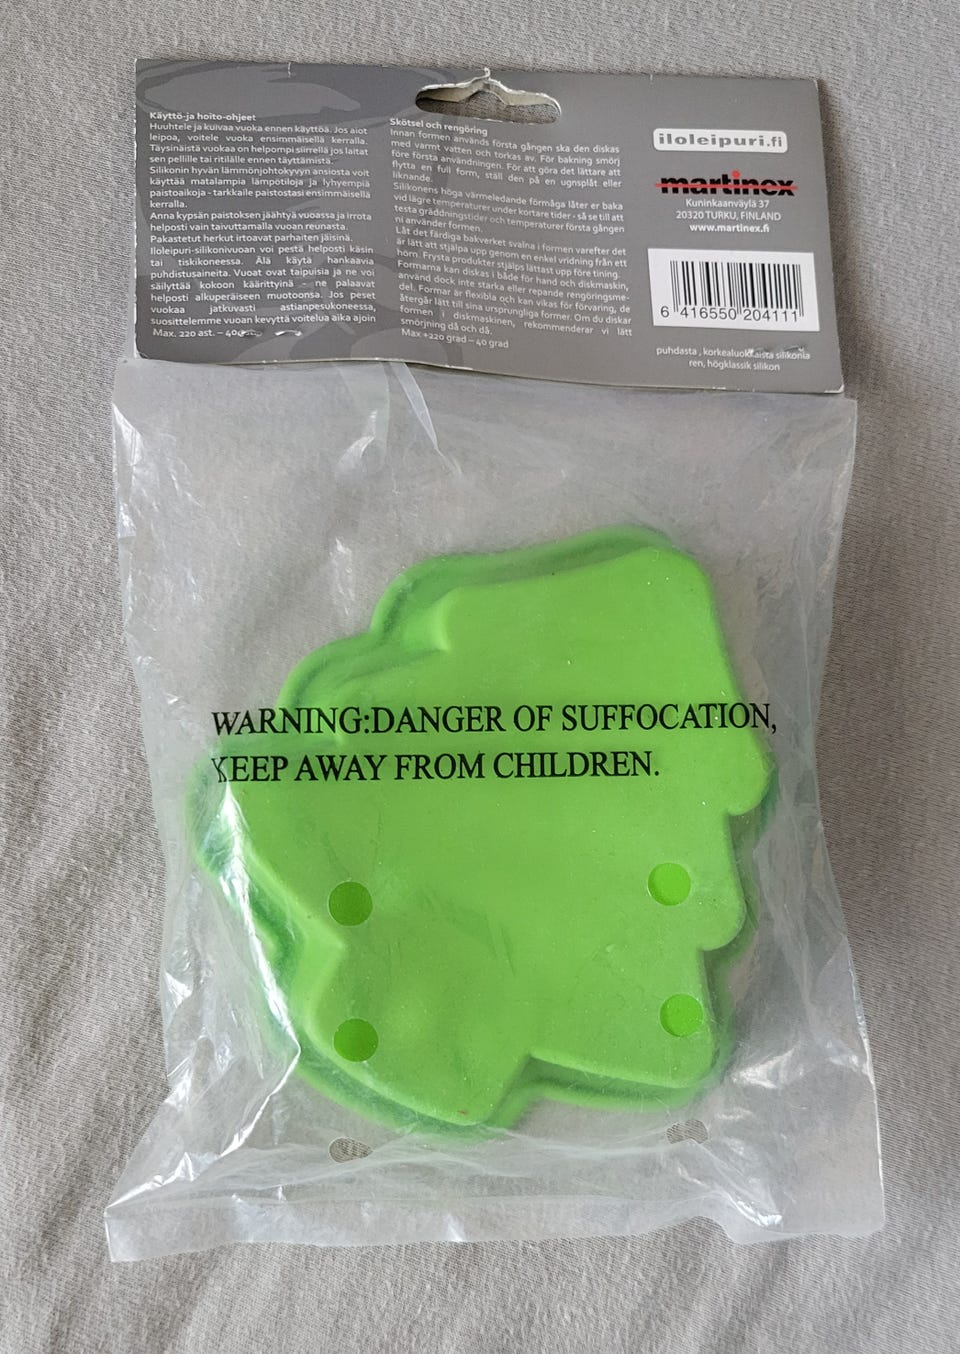 Käyttö-ja hoito-ohjeet
Huuhtele ja kuivaa vuoka ennen käyttöä. Jos aiot
leipoa, voitele vuoka ensimmäisellä kerralla.
Täysinäistä vuokaa on helpompi siirrellä jos laitat
sen pellille tai ritilälle ennen täyttämistä.
Silikonin hyvän lämmönjohtokyvyn ansiosta voit
käyttää matalampia lämpötiloja ja lyhyempiä
paistoaikoja - tarkkaile paistostasi ensimmäisellä
kerralla.
Anna kypsän paistoksen jäähtyä vuoassa ja irrota
helposti vain taivuttamalla vuoan reunasta.
Pakastetut herkut irtoavat parhaiten jäisinä.
Iloleipuri-silikonivuoan voi pestä helposti käsin
tai tiskikoneessa. Älä käytä hankaavia
puhdistusaineita. Vuoat ovat taipuisia ja ne voi
säilyttää kokoon käärittyinä - ne palaavat
helposti alkuperäiseen muotoonsa. Jos peset
vuokaa jatkuvasti astianpesukoneessa,
suosittelemme vuoan kevyttä voitelua aika ajoin
Max. 220 ast. – 40
Skötsel och rengöring
Innan formen används första gången ska den diskas
med varmt vatten och torkas av. För bakning smörj
före första användningen. För att göra det lättare att
flytta en full form, ställ den på en ugnsplåt eller
liknande.
Silikonens höga värmeledande förmåga låter er baka
vid lägre temperaturer under kortare tider - så se till att
testa gräddningstider och temperaturer första gången
ni använder formen.
Låt det färdiga bakverket svalna i formen varefter det
är lätt att stjälpa upp genom en enkel vridning från ett
hörn. Frysta produkter stjälps lättast upp före tining.
Formarna kan diskas i både för hand och diskmaskin,
använd dock inte starka eller repande rengöringsme-
del. Formar är flexibla och kan vikas för förvaring, de
återgår lätt till sina ursprungliga former. Om du diskar
formen i diskmaskinen, rekommenderar vi lätt
smörjning då och då.
Max +220 grad – 40 grad
iloleipuri.fi
martinex
Kuninkaanväylä 37
20320 TURKU, FINLAND
www.martinex.fi
6 416550 204111
puhdasta , korkealuokkaista silikonia
ren, högklassik silikon
WARNING:DANGER OF SUFFOCATION,
KEEP AWAY FROM CHILDREN.